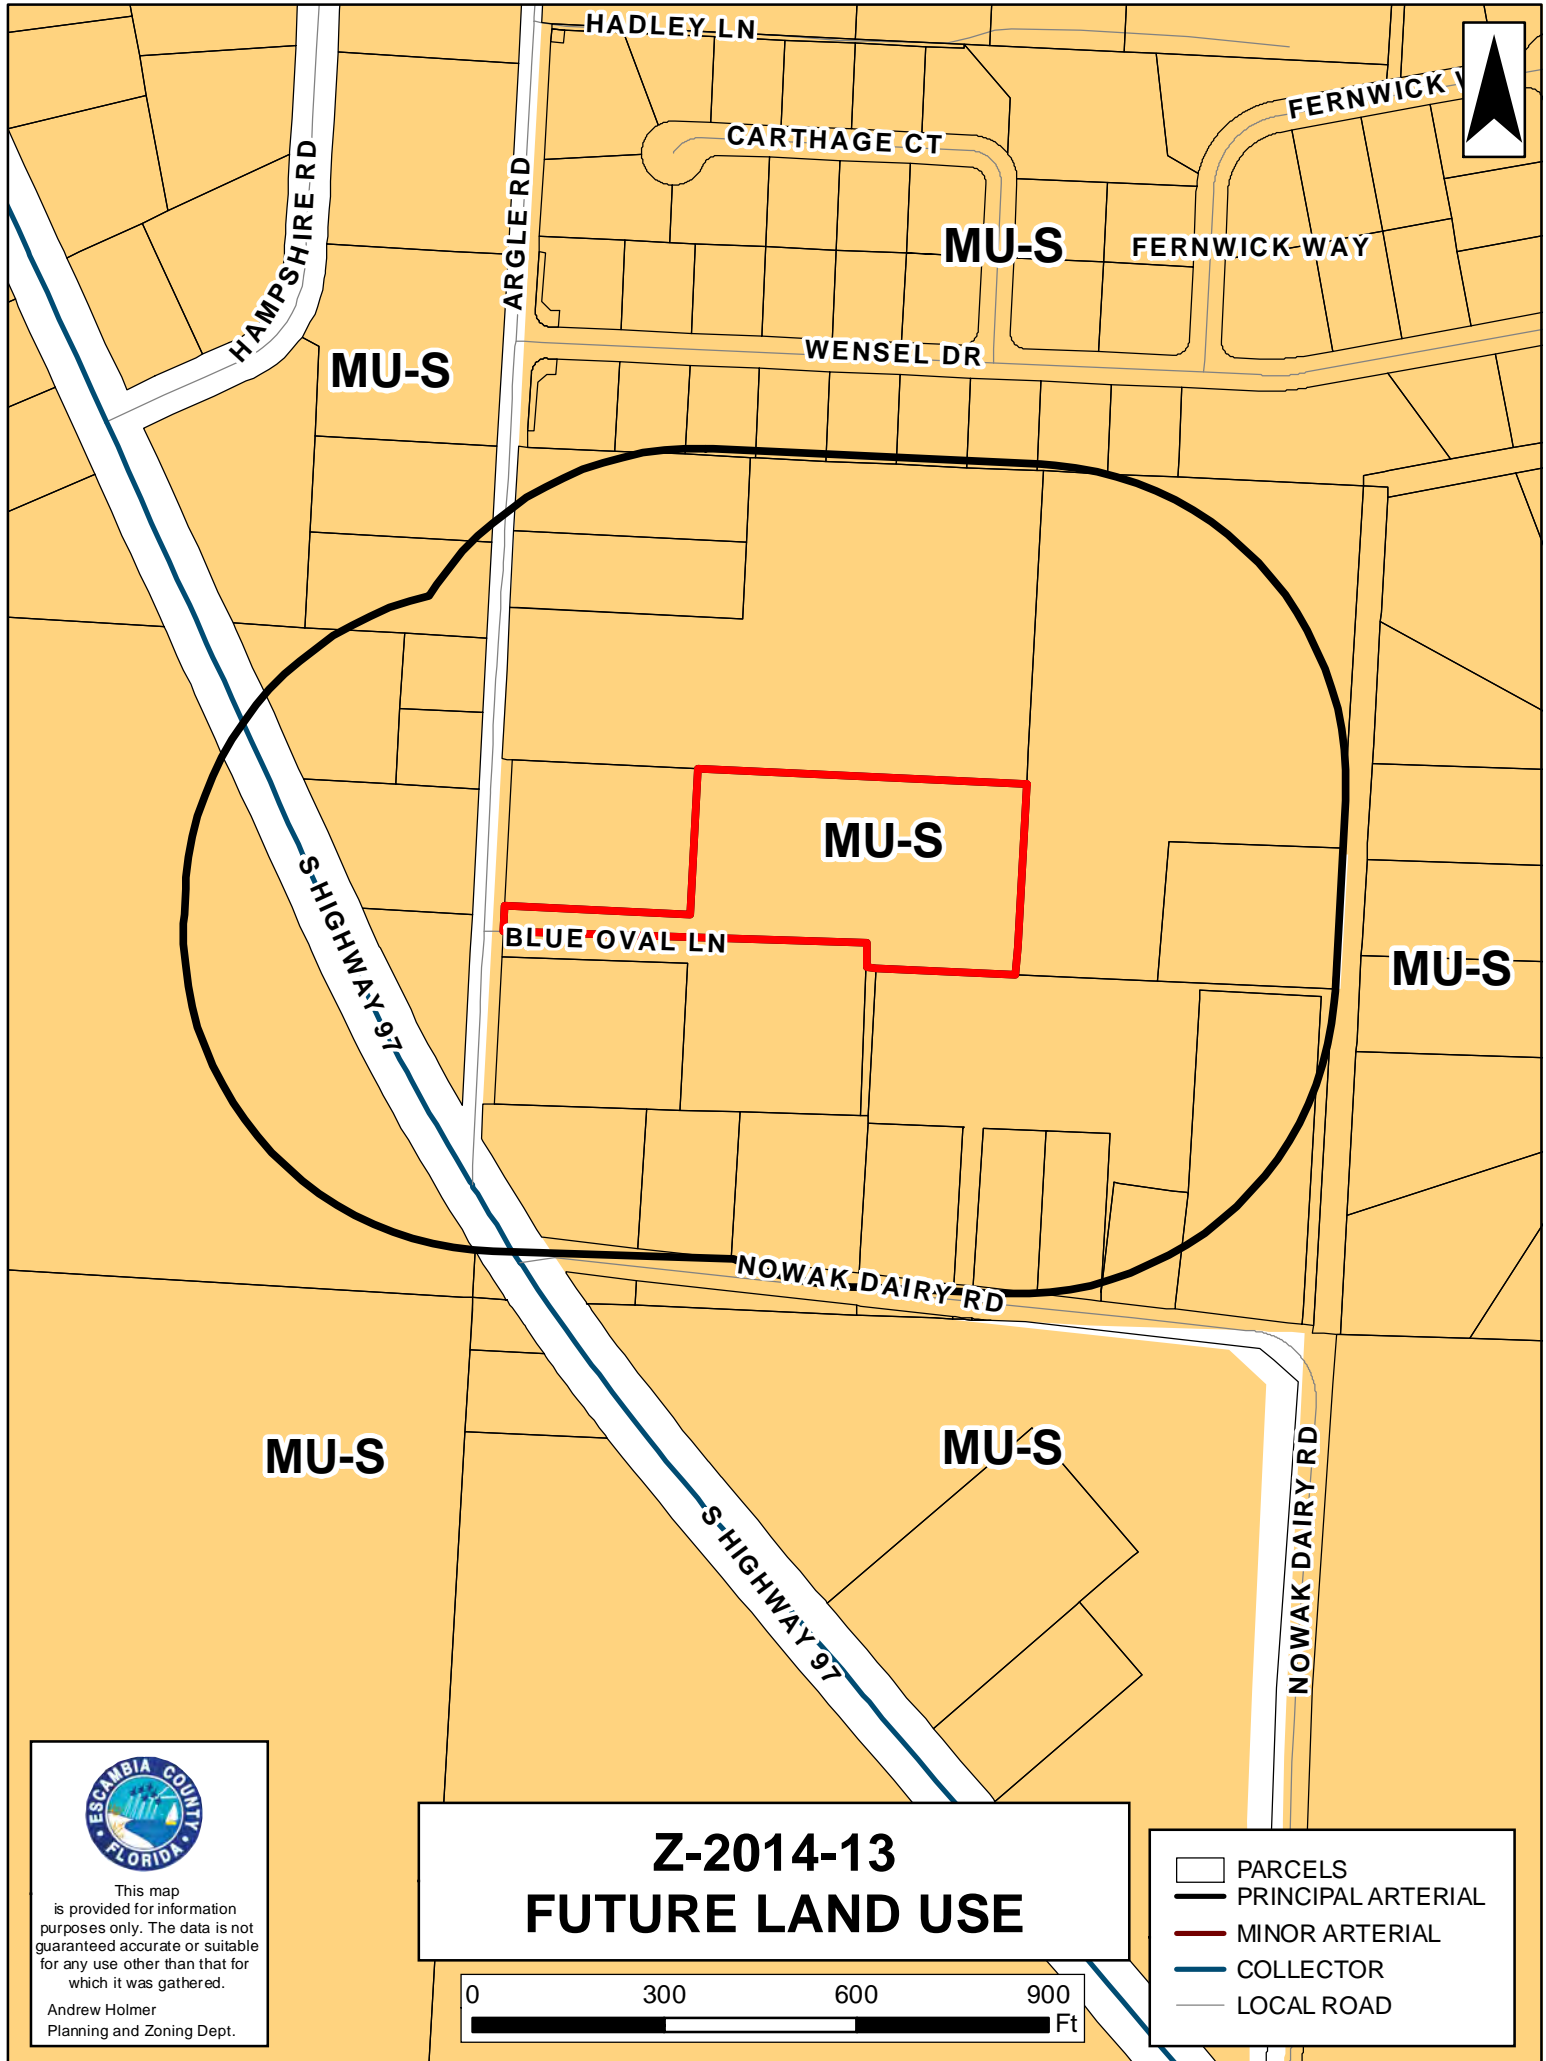 HADLEY LN
FERNWICK
CARTHAGE CT
HAMPSHIRE RD
ARGLE RD
MU-S
FERNWICK WAY
WENSEL DR
MU-S
MU-S
BLUE OVAL LN
S HIGHWAY 97
MU-S
NOWAK DAIRY RD
MU-S
MU-S
NOWAK DAIRY RD
S HIGHWAY 97
ESCAMBIA COUNTY
FLORIDA
This map
is provided for information
purposes only. The data is not
guaranteed accurate or suitable
for any use other than that for
which it was gathered.
Andrew Holmer
Planning and Zoning Dept.
Z-2014-13
FUTURE LAND USE
0 300 600 900
Ft
PARCELS
PRINCIPAL ARTERIAL
MINOR ARTERIAL
COLLECTOR
LOCAL ROAD